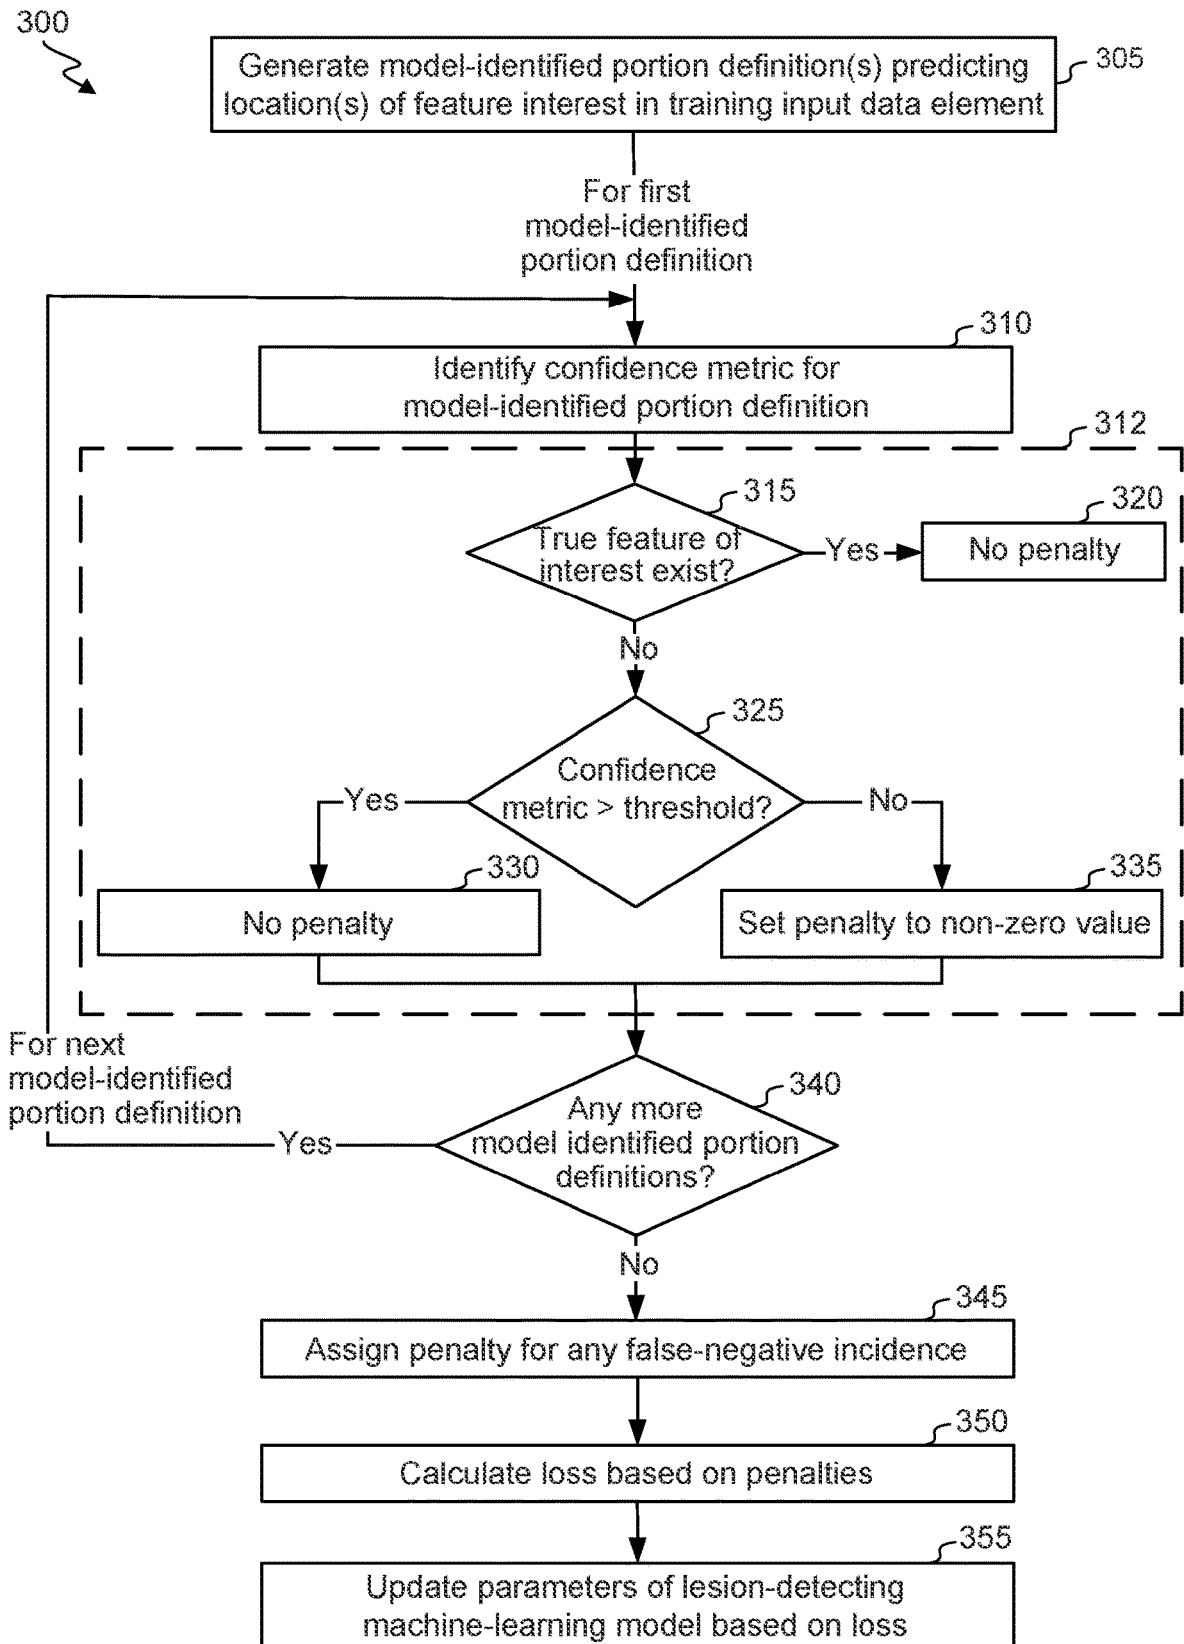 300
Generate model-identified portion definition(s) predicting
location(s) of feature interest in training input data element
305
For first
model-identified
portion definition
310
Identify confidence metric for
model-identified portion definition
312
315
True feature of
interest exist?
Yes
320
No penalty
No
325
Confidence
metric > threshold?
Yes
No
330
No penalty
335
Set penalty to non-zero value
For next
model-identified
portion definition
340
Any more
model identified portion
definitions?
Yes
No
345
Assign penalty for any false-negative incidence
350
Calculate loss based on penalties
355
Update parameters of lesion-detecting
machine-learning model based on loss